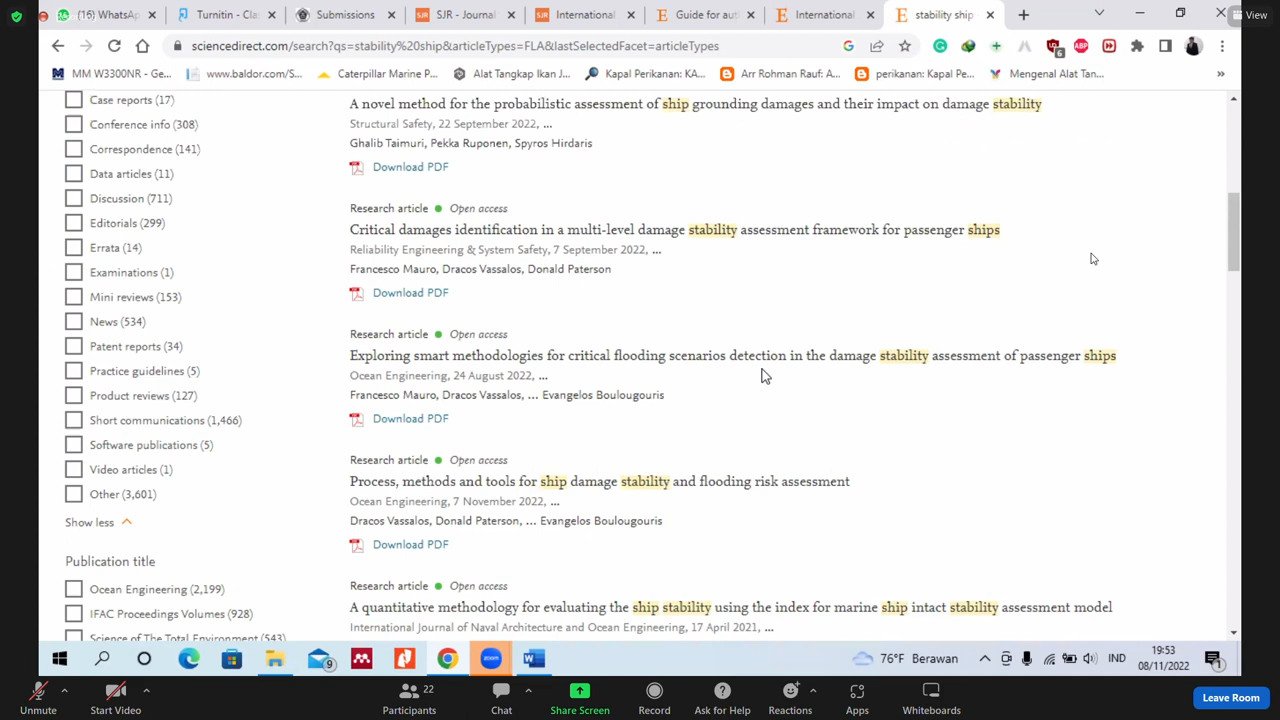 (16) WhatsAp
Turnitin - Cla
Submissions
SJR - Journal
International
Guide for aut
International
stability ship
View
sciencedirect.com/search?qs=stability%20ship&articleTypes=FLA&lastSelectedFacet=articleTypes
6
ABP
MM W3300NR - Ge...
www.baldor.com/S...
Caterpillar Marine P...
Alat Tangkap Ikan J...
Kapal Perikanan: KA...
Arr Rohman Rauf: A...
perikanan: Kapal Pe...
Mengenal Alat Tan...
»
Case reports (17)
Conference info (308)
Correspondence (141)
Data articles (11)
Discussion (711)
Editorials (299)
Errata (14)
Examinations (1)
Mini reviews (153)
News (534)
Patent reports (34)
Practice guidelines (5)
Product reviews (127)
Short communications (1,466)
Software publications (5)
Video articles (1)
Other (3,601)
Show less
Publication title
Ocean Engineering (2,199)
IFAC Proceedings Volumes (928)
Science of The Total Environment (543)
A novel method for the probabilistic assessment of ship grounding damages and their impact on damage stability
Structural Safety, 22 September 2022, ...
Ghalib Taimuri, Pekka Ruponen, Spyros Hirdaris
Download PDF
Research article Open access
Critical damages identification in a multi-level damage stability assessment framework for passenger ships
Reliability Engineering & System Safety, 7 September 2022, ...
Francesco Mauro, Dracos Vassalos, Donald Paterson
Download PDF
Research article Open access
Exploring smart methodologies for critical flooding scenarios detection in the damage stability assessment of passenger ships
Ocean Engineering, 24 August 2022, ...
Francesco Mauro, Dracos Vassalos, ... Evangelos Boulougouris
Download PDF
Research article Open access
Process, methods and tools for ship damage stability and flooding risk assessment
Ocean Engineering, 7 November 2022, ...
Dracos Vassalos, Donald Paterson, ... Evangelos Boulougouris
Download PDF
Research article Open access
A quantitative methodology for evaluating the ship stability using the index for marine ship intact stability assessment model
International Journal of Naval Architecture and Ocean Engineering, 17 April 2021, ...
9
zoom
76°F Berawan
IND
19:53
08/11/2022
1
Unmute
Start Video
22
Participants
Chat
Share Screen
Record
Ask for Help
Reactions
Apps
Whiteboards
Leave Room